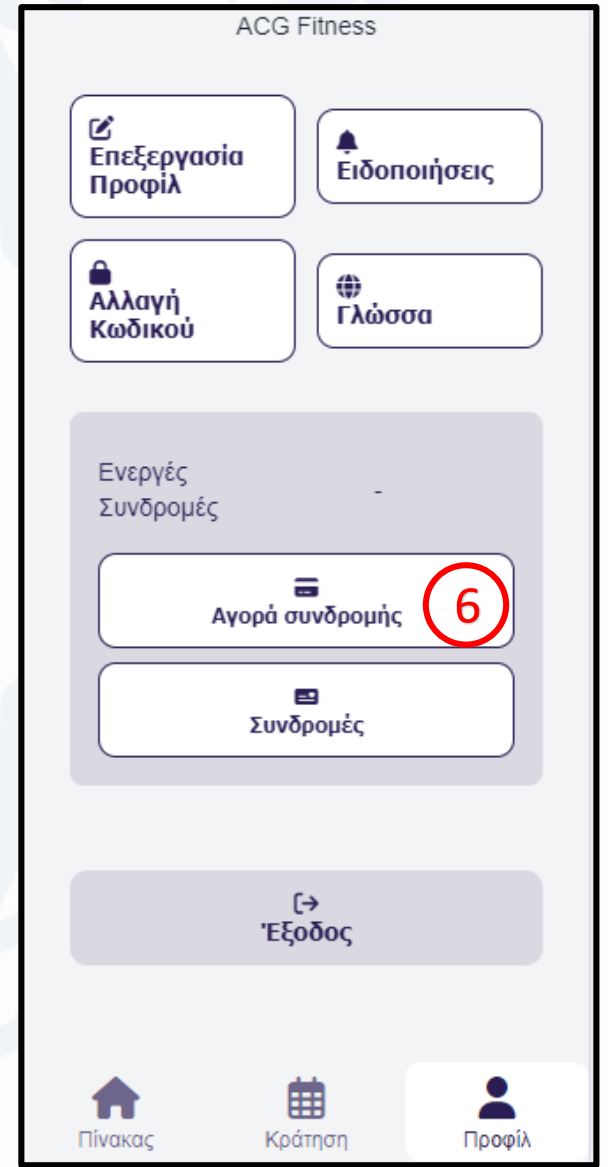 ACG Fitness
Επεξεργασία
Προφίλ
Ειδοποιήσεις
Αλλαγή
Κωδικού
Γλώσσα
Ενεργές
Συνδρομές
-
Αγορά συνδρομής
6
Συνδρομές
Έξοδος
Πίνακας
Κράτηση
Προφίλ